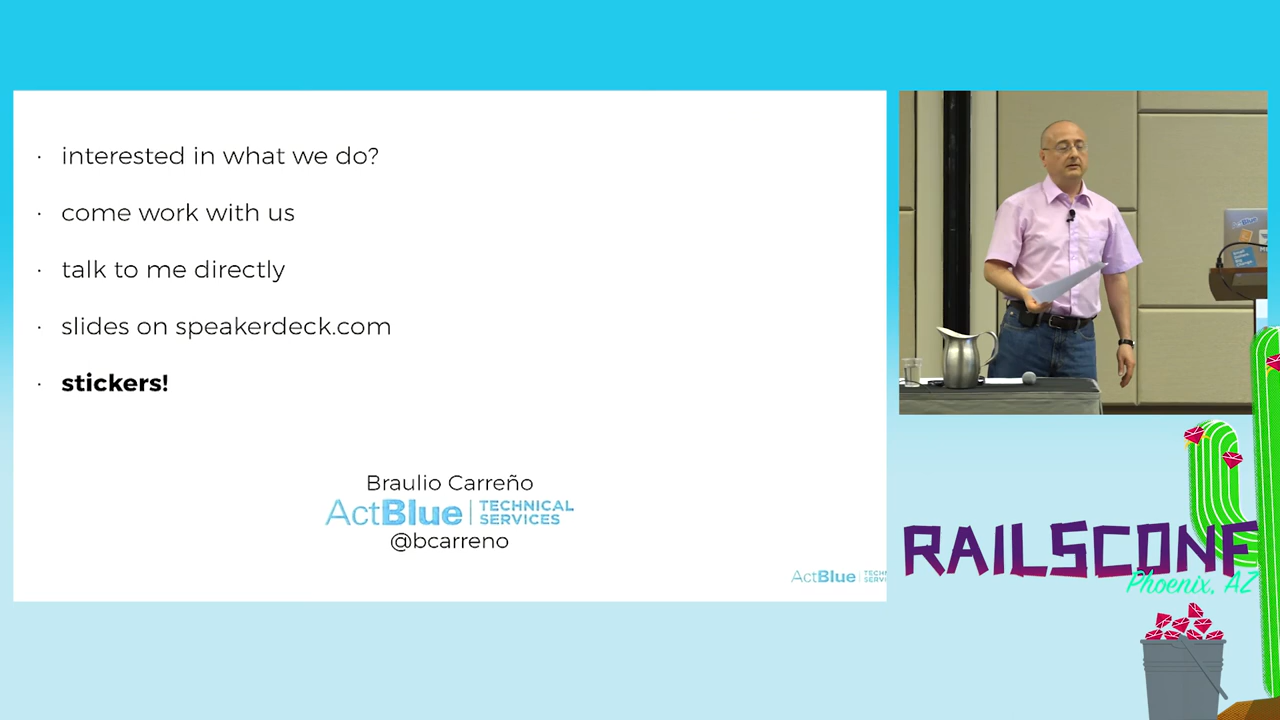 · interested in what we do?
· come work with us
· talk to me directly
· slides on speakerdeck.com
· stickers!
Braulio Carreño
ActBlue | TECHNICAL SERVICES
@bcarreno
ActBlue
Blue
RAILSCONF
Phoenix, AZ